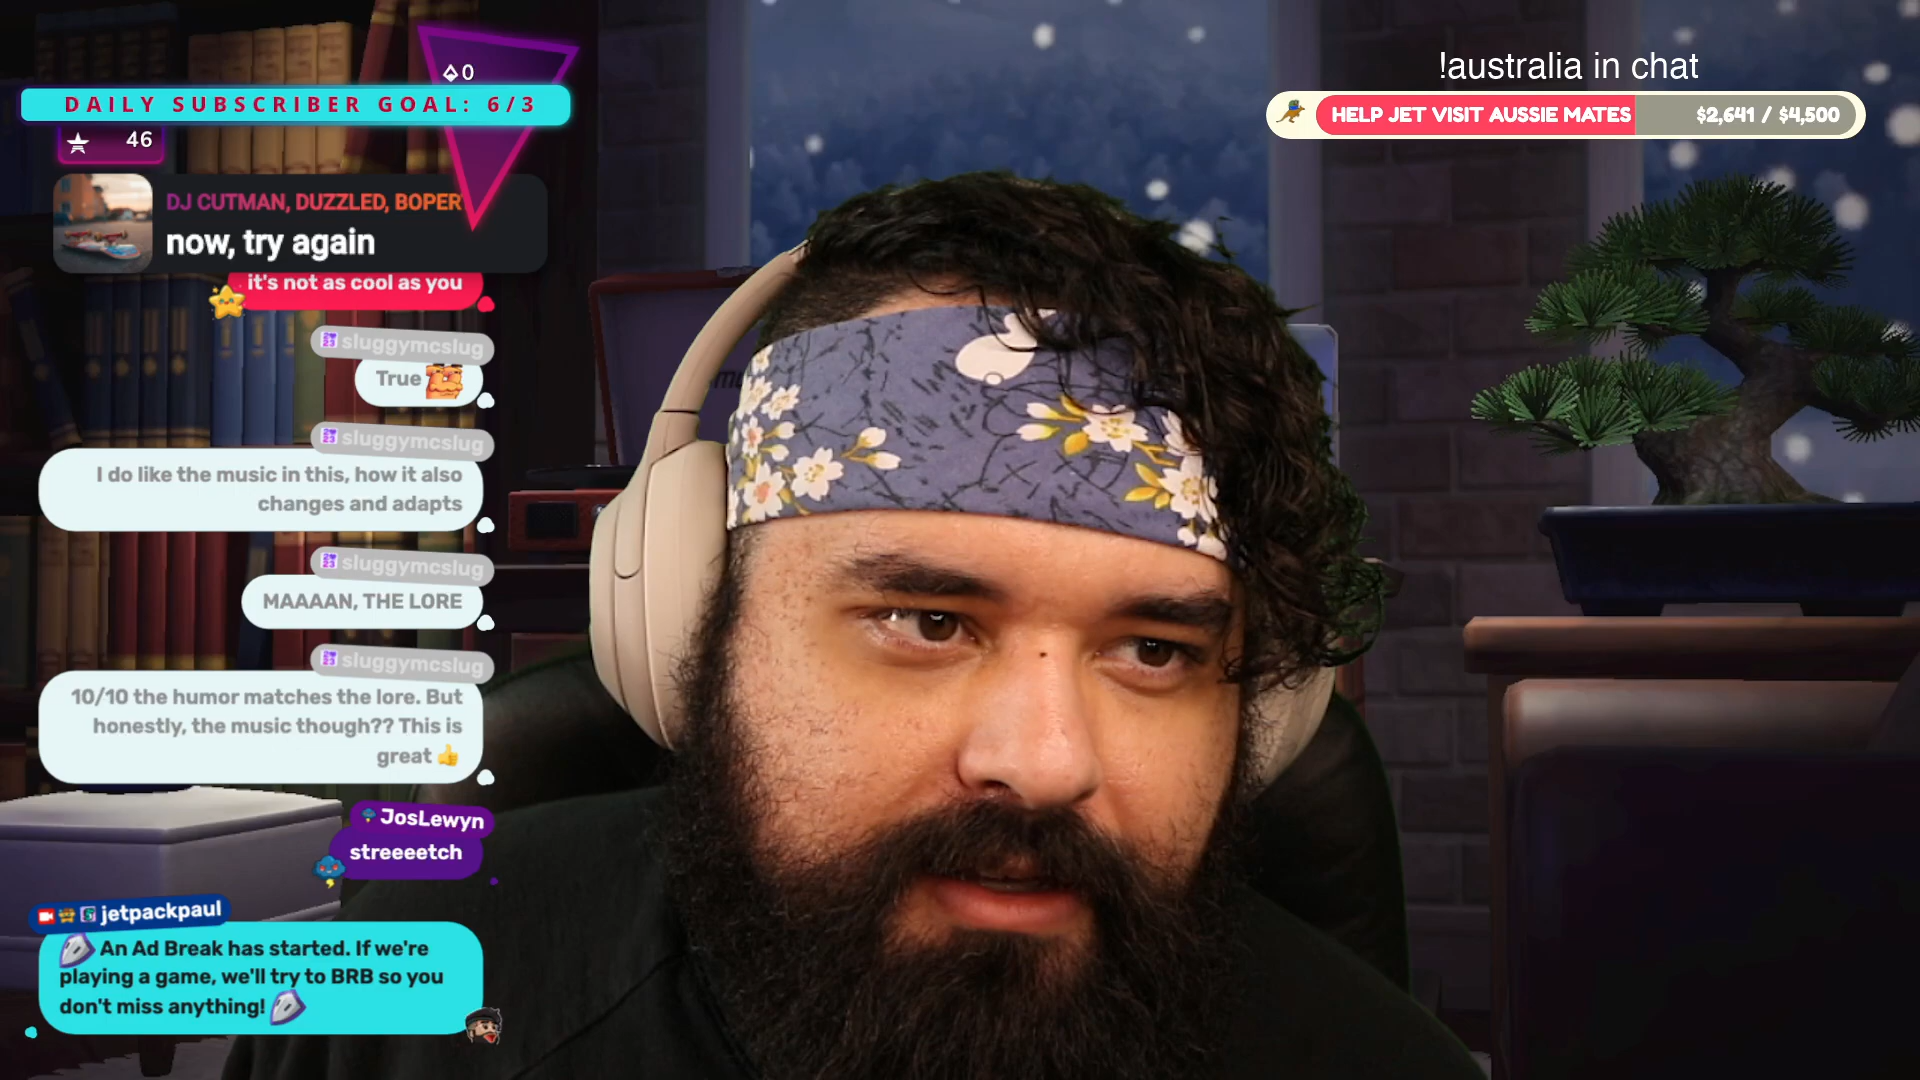 !australia in chat
0
DAILY SUBSCRIBER GOAL: 6/3
HELP JET VISIT AUSSIE MATES $2,641 / $4,500
46
DJ CUTMAN, DUZZLED, BOPER
now, try again
it's not as cool as you
sluggymcslug
True
sluggymcslug
I do like the music in this, how it also
changes and adapts
sluggymcslug
MAAAAN, THE LORE
sluggymcslug
10/10 the humor matches the lore. But
honestly, the music though?? This is
great 👍
JosLewyn
streeeetch
jetpackpaul
An Ad Break has started. If we're
playing a game, we'll try to BRB so you
don't miss anything!